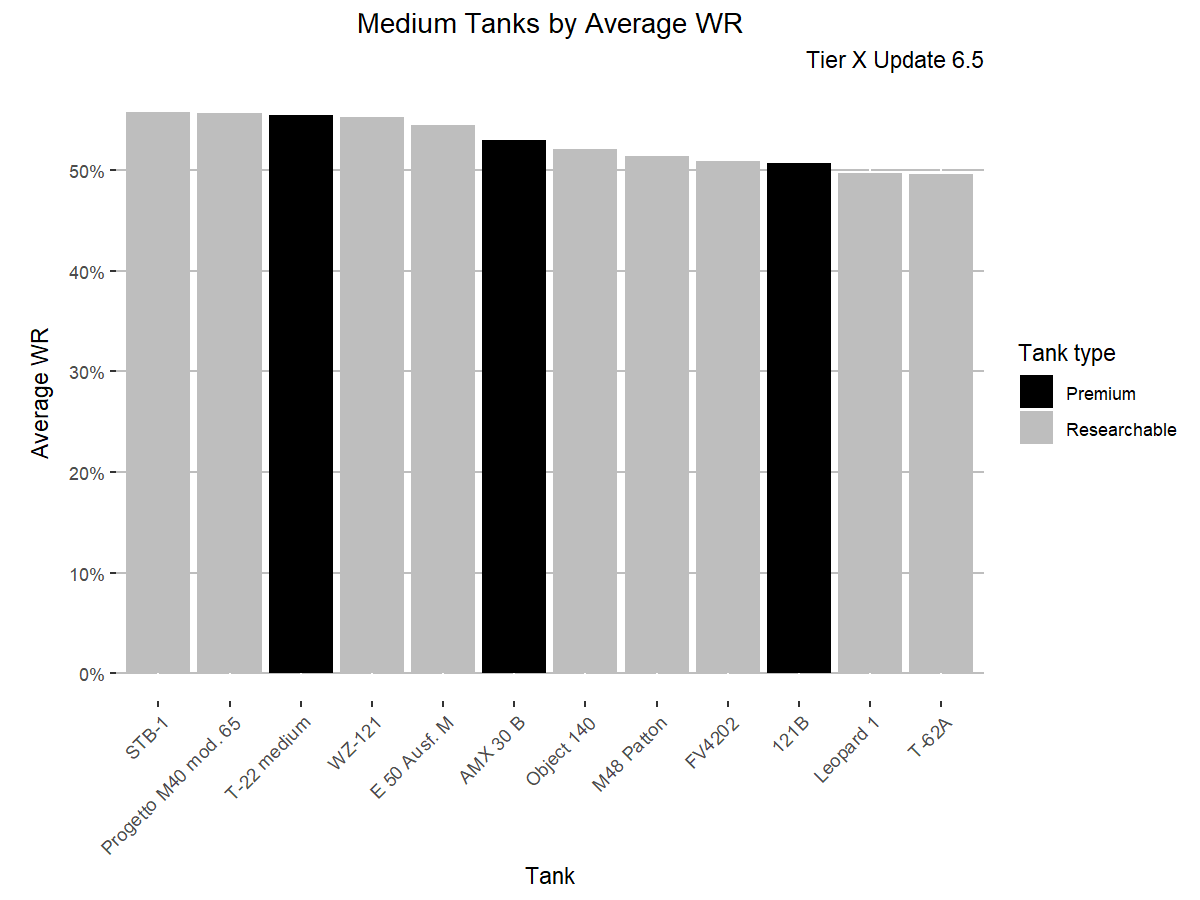 Medium Tanks by Average WR
Tier X Update 6.5
Average WR
50%
40%
30%
20%
10%
0%
STB-1
Progetto M40 mod. 65
T-22 medium
WZ-121
E 50 Ausf. M
AMX 30 B
Object 140
M48 Patton
FV4202
121B
Leopard 1
T-62A
Tank
Tank type
Premium
Researchable